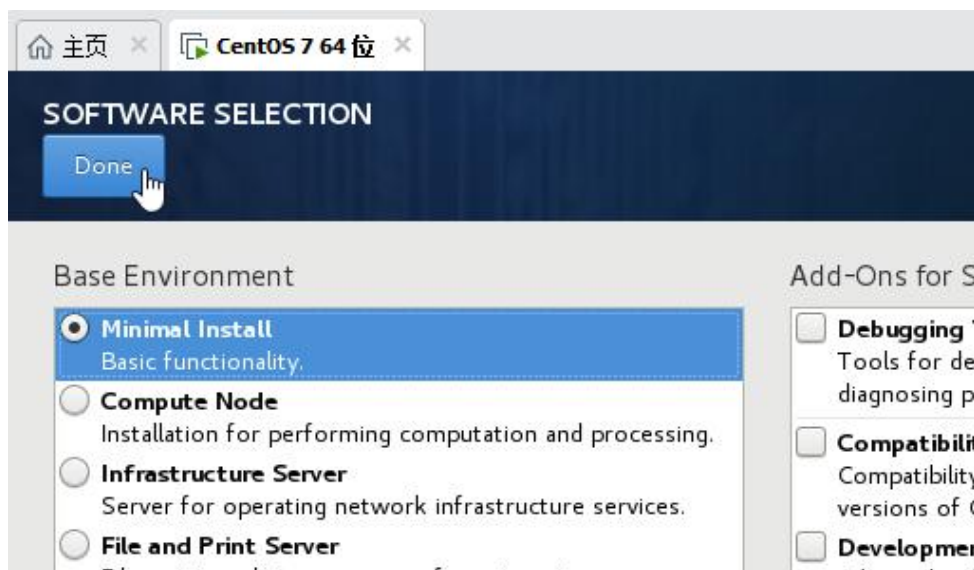 主页
CentOS 7 64 位
SOFTWARE SELECTION
Done
Base Environment
Minimal Install
Basic functionality.
Compute Node
Installation for performing computation and processing.
Infrastructure Server
Server for operating network infrastructure services.
File and Print Server
Add-Ons for S
Debugging
Tools for de
diagnosing p
Compatibilit
Compatibility
versions of
Developmen